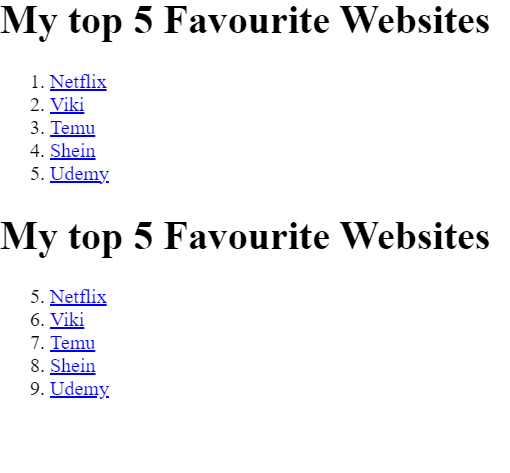 My top 5 Favourite Websites
1. Netflix
2. Viki
3. Temu
4. Shein
5. Udemy
My top 5 Favourite Websites
5. Netflix
6. Viki
7. Temu
8. Shein
9. Udemy